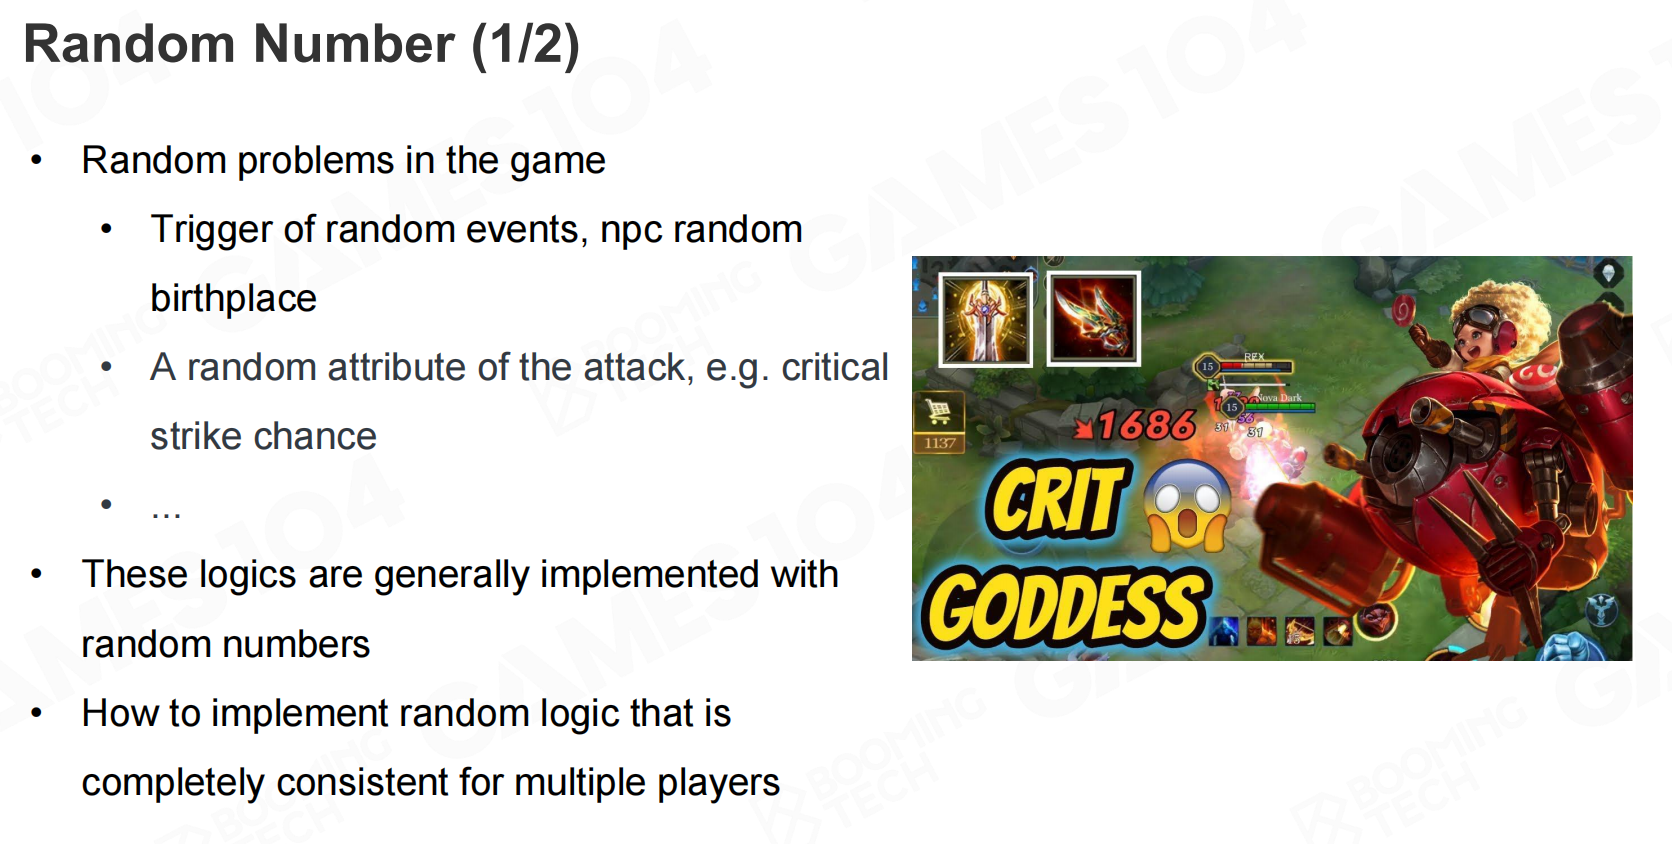 Random Number (1/2)
• Random problems in the game
• Trigger of random events, npc random
birthplace
• A random attribute of the attack, e.g. critical
strike chance
• ...
• These logics are generally implemented with
random numbers
• How to implement random logic that is
completely consistent for multiple players
REX
15
Nova Dark
15
1686
31
31
1137
CRIT
GODDESS
GAMES104
BOOMING
TECH